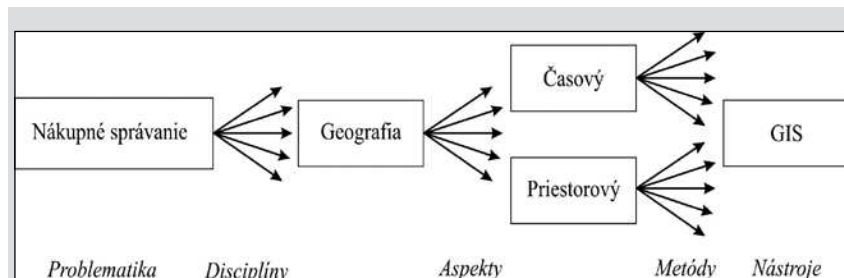 Časový
Nákupné správanie
Geografia
GIS
Priestorový
Problematika Disciplíny Aspekty Metódy Nástroje